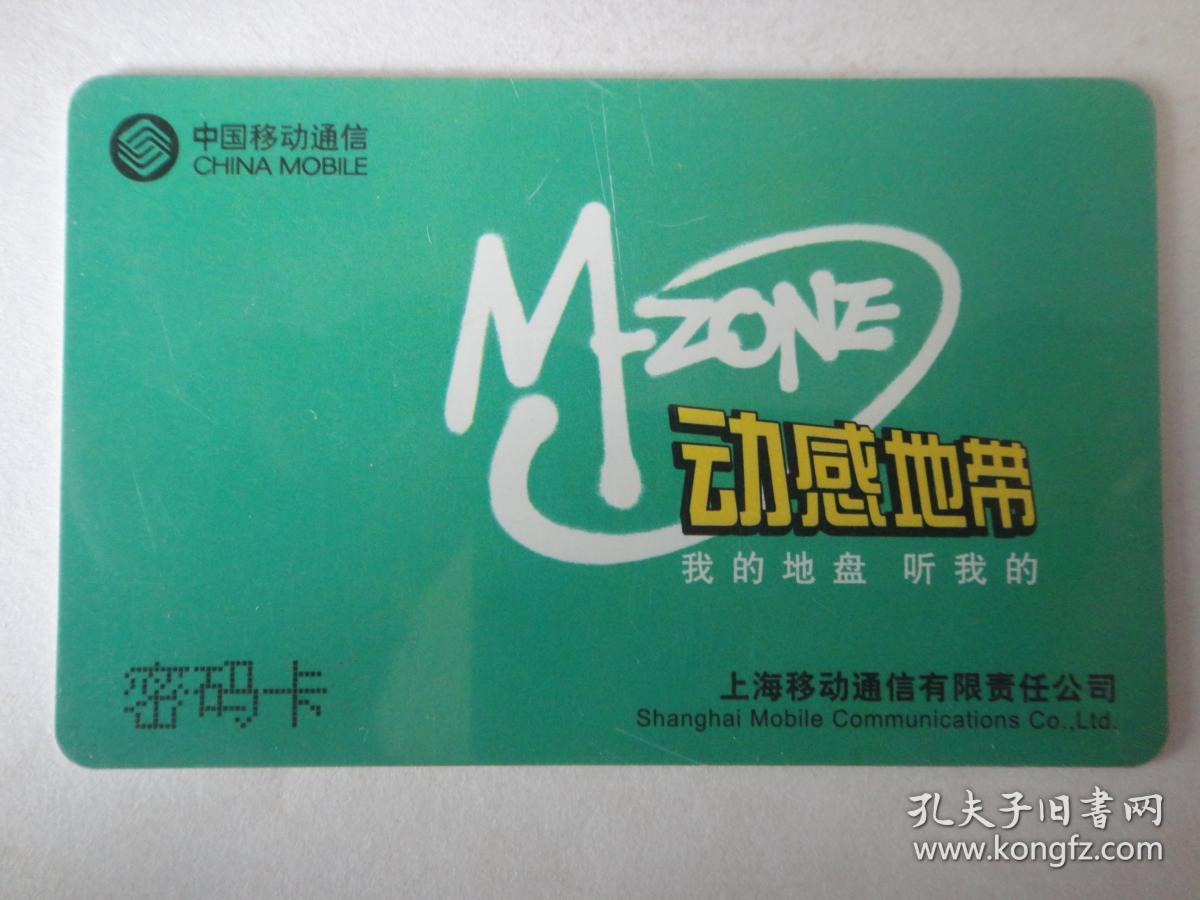 中国移动通信
CHINA MOBILE
M-ZONE
动感地带
我的地盘 听我的
密码卡
上海移动通信有限责任公司
Shanghai Mobile Communications Co.,Ltd.
孔夫子旧书网
www.kongfz.com